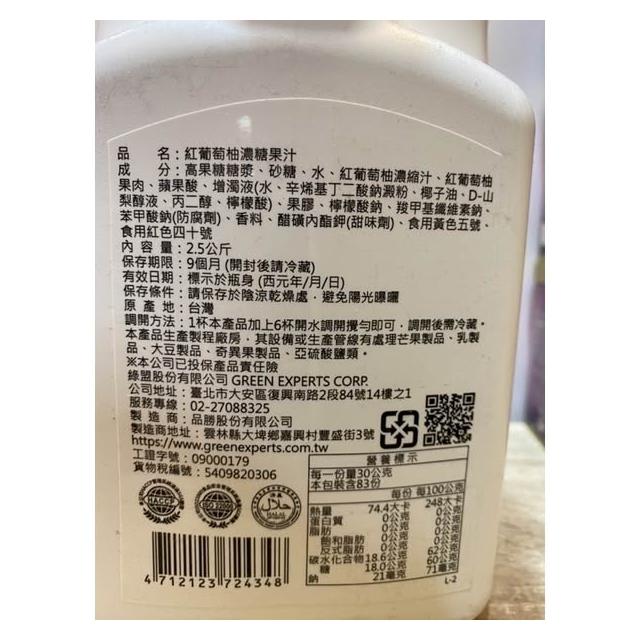 品 名：紅葡萄柚濃糖果汁
成 分：高果糖糖漿、砂糖、水、紅葡萄柚濃縮汁、紅葡萄柚
果肉、蘋果酸、增濁液(水、辛烯基丁二酸鈉澱粉、椰子油、D-山
梨醇液、丙二醇、檸檬酸)、果膠、檸檬酸鈉、羧甲基纖維素鈉、
苯甲酸鈉(防腐劑)、香料、醋磺內酯鉀(甜味劑)、食用黃色五號、
食用紅色四十號
內 容 量：2.5公斤
保存期限：9個月 (開封後請冷藏)
有效日期：標示於瓶身 (西元年/月/日)
保存條件：請保存於陰涼乾燥處，避免陽光曝曬
原 產 地：台灣
調開方法：1杯本產品加上6杯開水調開攪勻即可，調開後需冷藏。
本產品生產製程廠房，其設備或生產管線有處理芒果製品、乳製
品、大豆製品、奇異果製品、亞硫酸鹽類。
※本公司已投保產品責任險
綠盟股份有限公司 GREEN EXPERTS CORP.
公司地址：臺北市大安區復興南路2段84號14樓之1
服務專線：02-27088325
製 造 商：品勝股份有限公司
製造商地址：雲林縣大埤鄉嘉興村豐盛街3號
https://www.greenexperts.com.tw
工證字號：09000179
貨物稅編號：5409820306
HACCP
ISO 22000
HALAL
حلال
4 712123 724348
營養標示
每一份量30公克
本包裝含83份
每份 每100公克
熱量 74.4大卡 248大卡
蛋白質 0公克 0公克
脂肪 0公克 0公克
飽和脂肪 0公克 0公克
反式脂肪 0公克 0公克
碳水化合物 18.6公克 62公克
糖 18.0公克 60公克
鈉 21毫克 71毫克
L-2